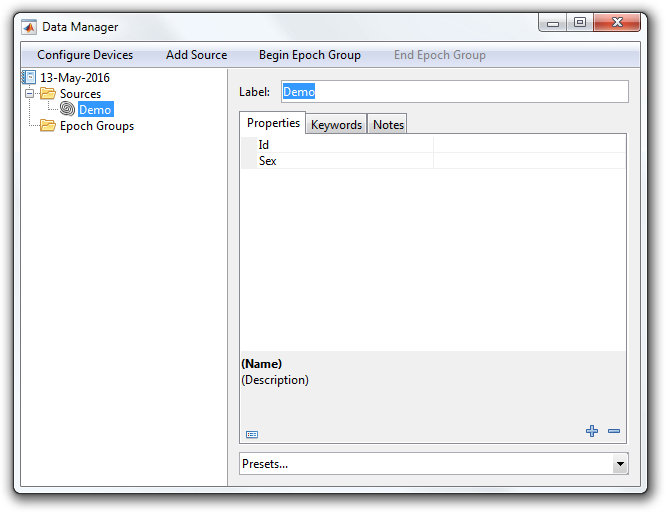 Data Manager
Configure Devices Add Source Begin Epoch Group End Epoch Group
13-May-2016
Sources
Demo
Epoch Groups
Label: Demo
Properties Keywords Notes
Id
Sex
(Name)
(Description)
Presets...